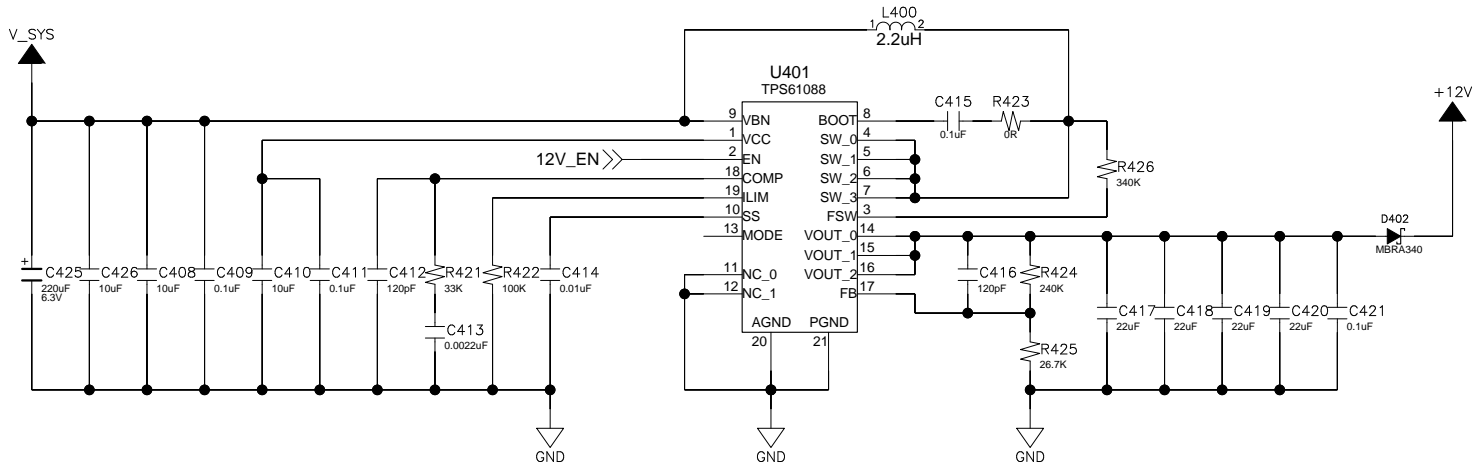 V_SYS
L400
1 2
2.2uH
U401
TPS61088
+12V
9 VBN
1 VCC
2 EN
18 COMP
19 ILIM
10 SS
13 MODE
11 NC_0
12 NC_1
AGND
20
PGND
21
BOOT 8
SW_0 4
SW_1 5
SW_2 6
SW_3 7
FSW 3
VOUT_0 14
VOUT_1 15
VOUT_2 16
FB 17
12V_EN
C415
0.1uF
R423
0R
R426
340K
D402
MBRA340
+
C425
220uF
6.3V
C426
10uF
C408
10uF
C409
0.1uF
C410
10uF
C411
0.1uF
C412
120pF
R421
33K
C413
0.0022uF
R422
100K
C414
0.01uF
C416
120pF
R424
240K
R425
26.7K
C417
22uF
C418
22uF
C419
22uF
C420
22uF
C421
0.1uF
GND
GND
GND